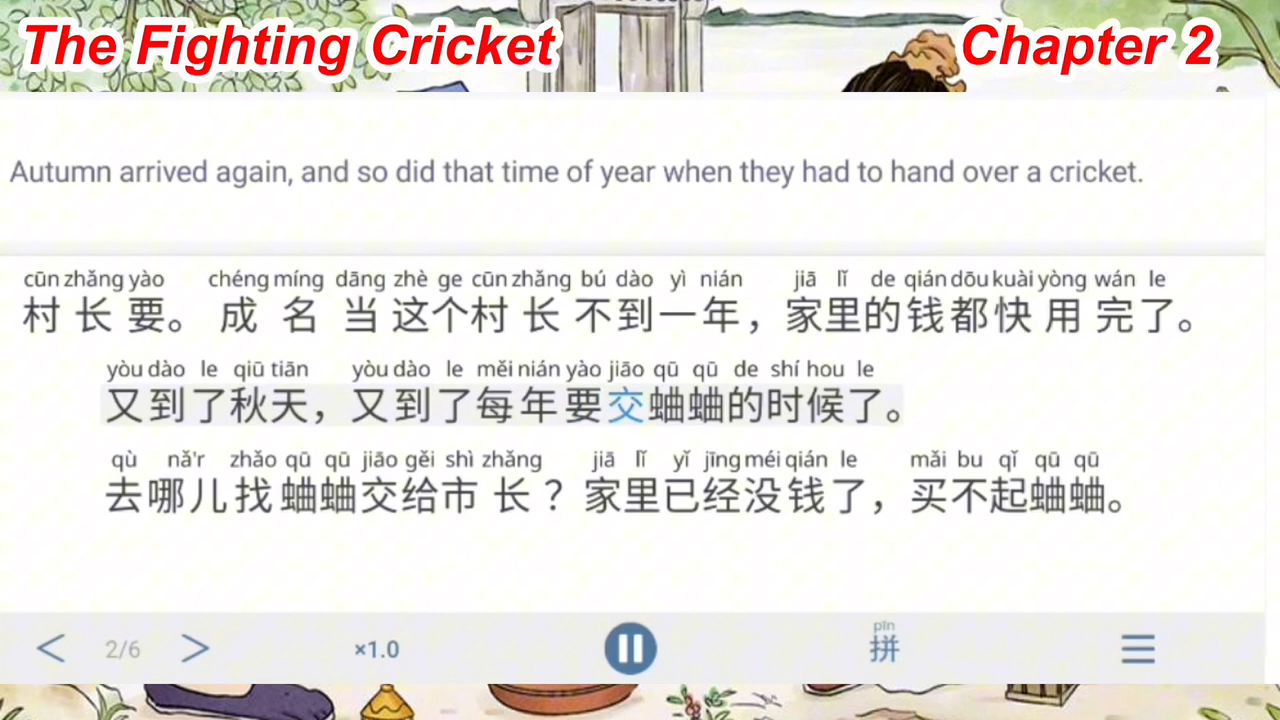 The Fighting Cricket
Chapter 2
Autumn arrived again, and so did that time of year when they had to hand over a cricket.
cūn zhǎng yào chéng míng dāng zhè ge cūn zhǎng bú dào yì nián jiā lǐ de qián dōu kuài yòng wán le
村长要。成名当这个村长不到一年，家里的钱都快用完了。
yòu dào le qiū tiān yòu dào le měi nián yào jiāo qū qū de shí hou le
又到了秋天，又到了每年要交蛐蛐的时候了。
qù nǎ'r zhǎo qū qū jiāo gěi shì zhǎng jiā lǐ yǐ jīng méi qián le mǎi bu qǐ qū qū
去哪儿找蛐蛐交给市长？家里已经没钱了，买不起蛐蛐。
pīn
< 2/6 > ×1.0 拼